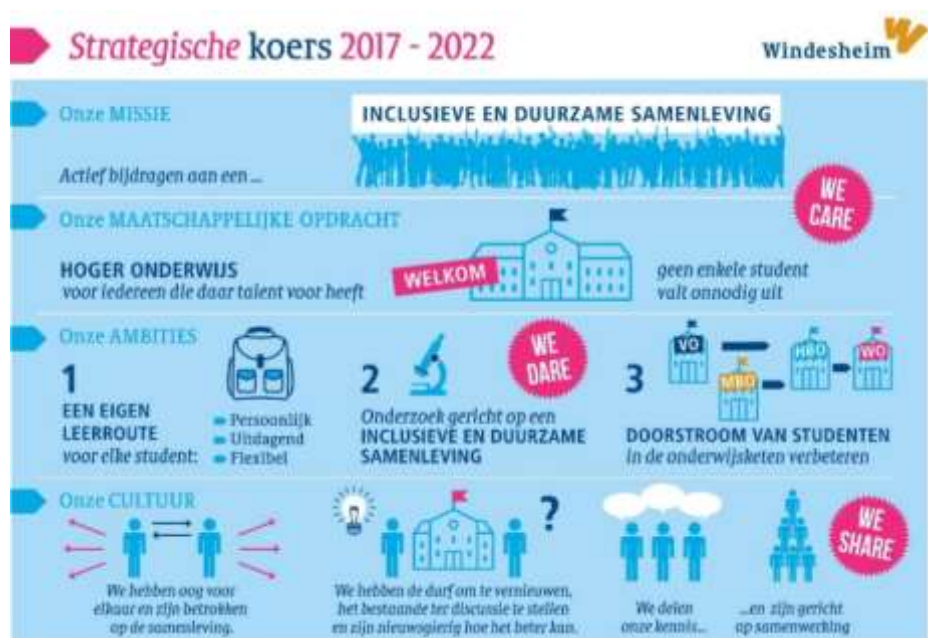 Strategische koers 2017 - 2022
Windesheim
Onze MISSIE
INCLUSIEVE EN DUURZAME SAMENLEVING
Actief bijdragen aan een ...
WE
CARE
Onze MAATSCHAPPELIJKE OPDRACHT
HOGER ONDERWIJS
voor iedereen die daar talent voor heeft
WELKOM
geen enkele student
valt onnodig uit
Onze AMBITIES
1
EEN EIGEN
LEERROUTE
voor elke student:
Persoonlijk
Uitdagend
Flexibel
2
WE
DARE
Onderzoek gericht op een
INCLUSIEVE EN DUURZAME
SAMENLEVING
3
VO
MBO
HBO
WO
DOORSTROOM VAN STUDENTEN
in de onderwijsketen verbeteren
Onze CULTUUR
We hebben oog voor
elkaar en zijn betrokken
op de samenleving.
?
We hebben de durf om te vernieuwen,
het bestaande ter discussie te stellen
en zijn nieuwsgierig hoe het beter kan.
We delen
onze kennis...
...en zijn gericht
op samenwerking
WE
SHARE